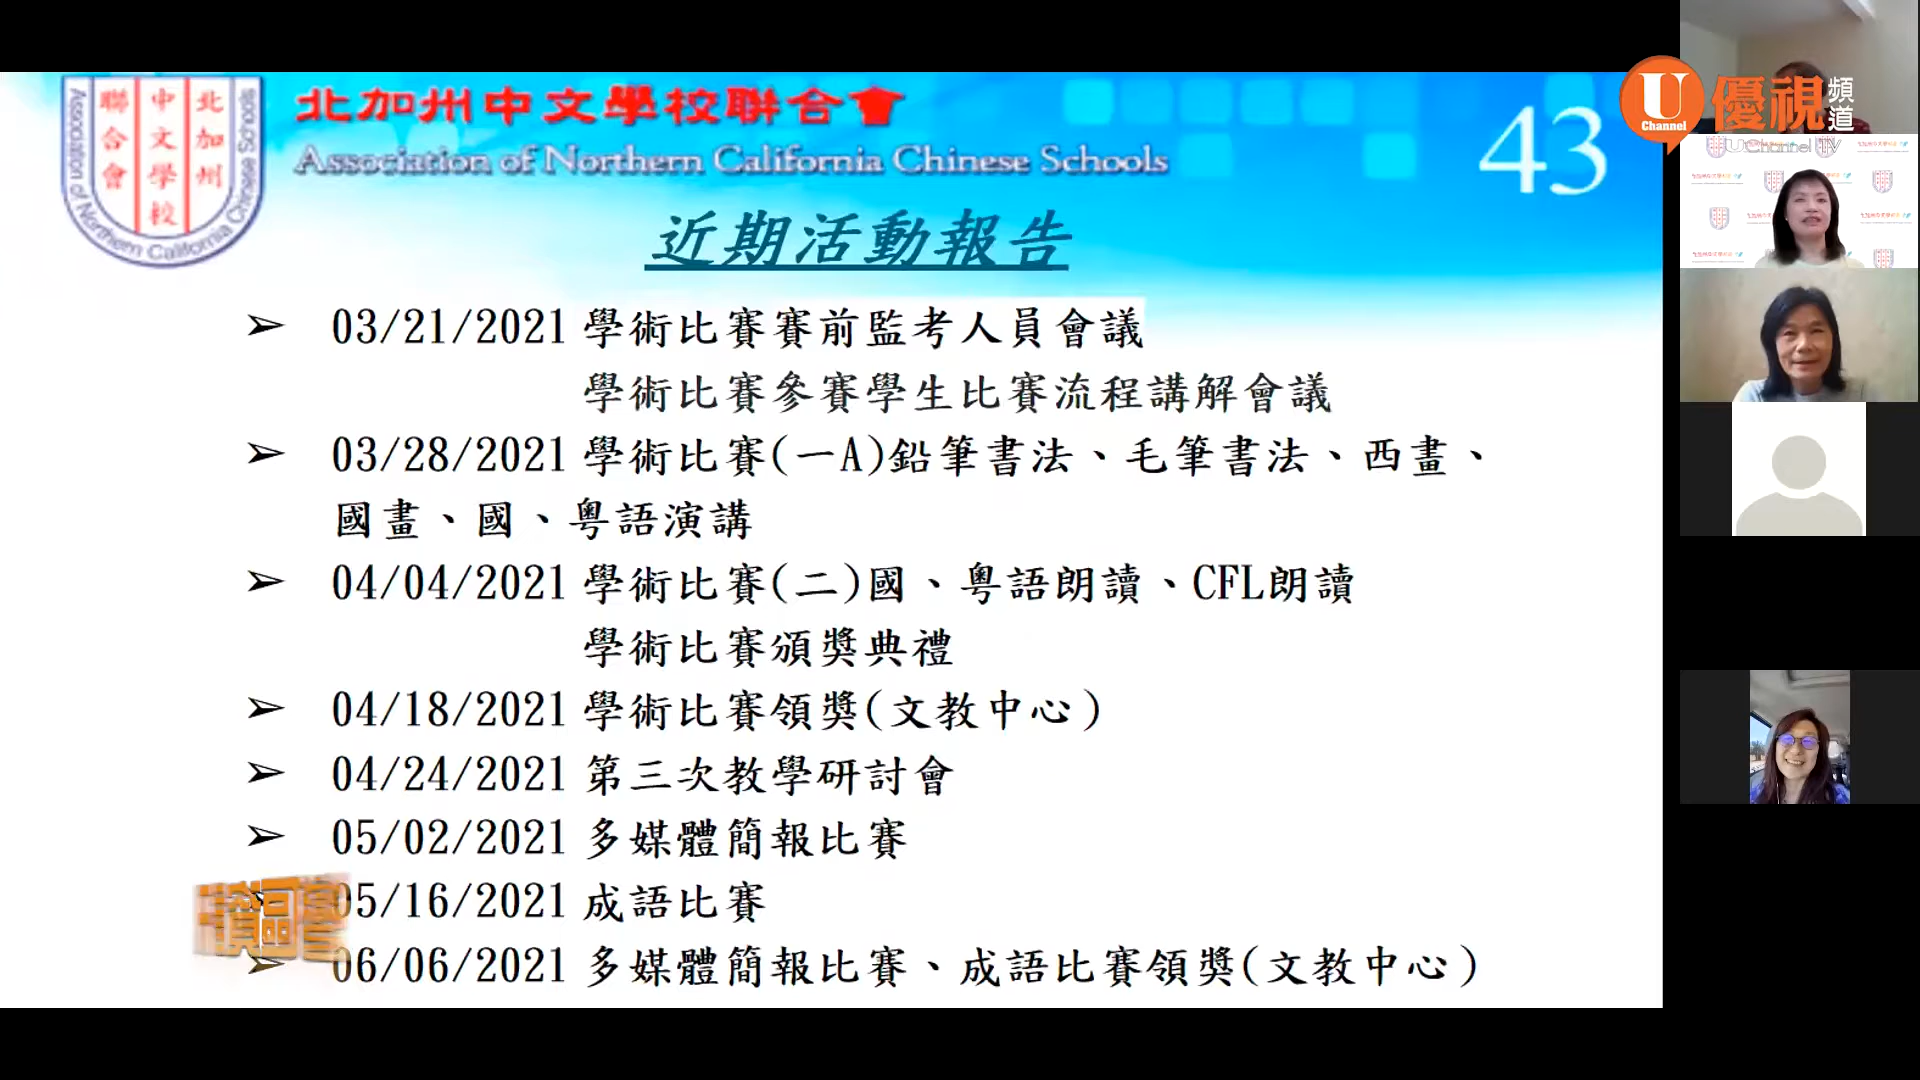 北加州中文學校聯合會
Association of Northern California Chinese Schools
北加州
中文學校
聯合會
Association of Northern California Chinese Schools
43
U Channel 優視頻道
UChannel TV
近期活動報告
➢ 03/21/2021 學術比賽賽前監考人員會議
學術比賽參賽學生比賽流程講解會議
➢ 03/28/2021 學術比賽(一A)鉛筆書法、毛筆書法、西畫、
國畫、國、粵語演講
➢ 04/04/2021 學術比賽(二)國、粵語朗讀、CFL朗讀
學術比賽頒獎典禮
➢ 04/18/2021 學術比賽領獎(文教中心)
➢ 04/24/2021 第三次教學研討會
➢ 05/02/2021 多媒體簡報比賽
05/16/2021 成語比賽
➢ 06/06/2021 多媒體簡報比賽、成語比賽領獎(文教中心)